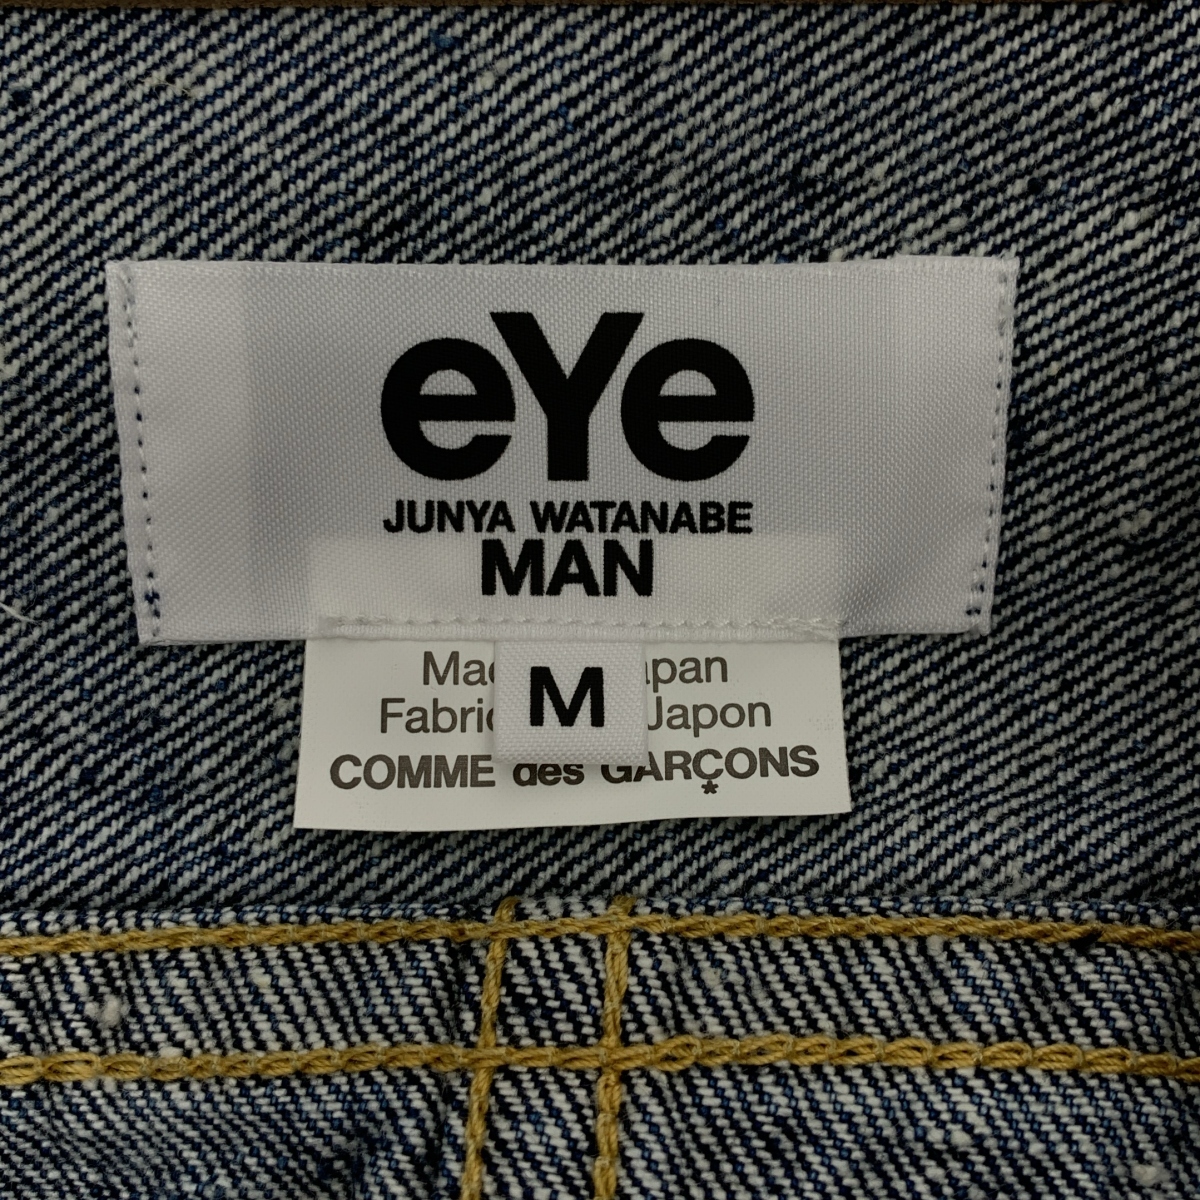 eYe
JUNYA WATANABE
MAN
M
COMME des GARÇONS
*